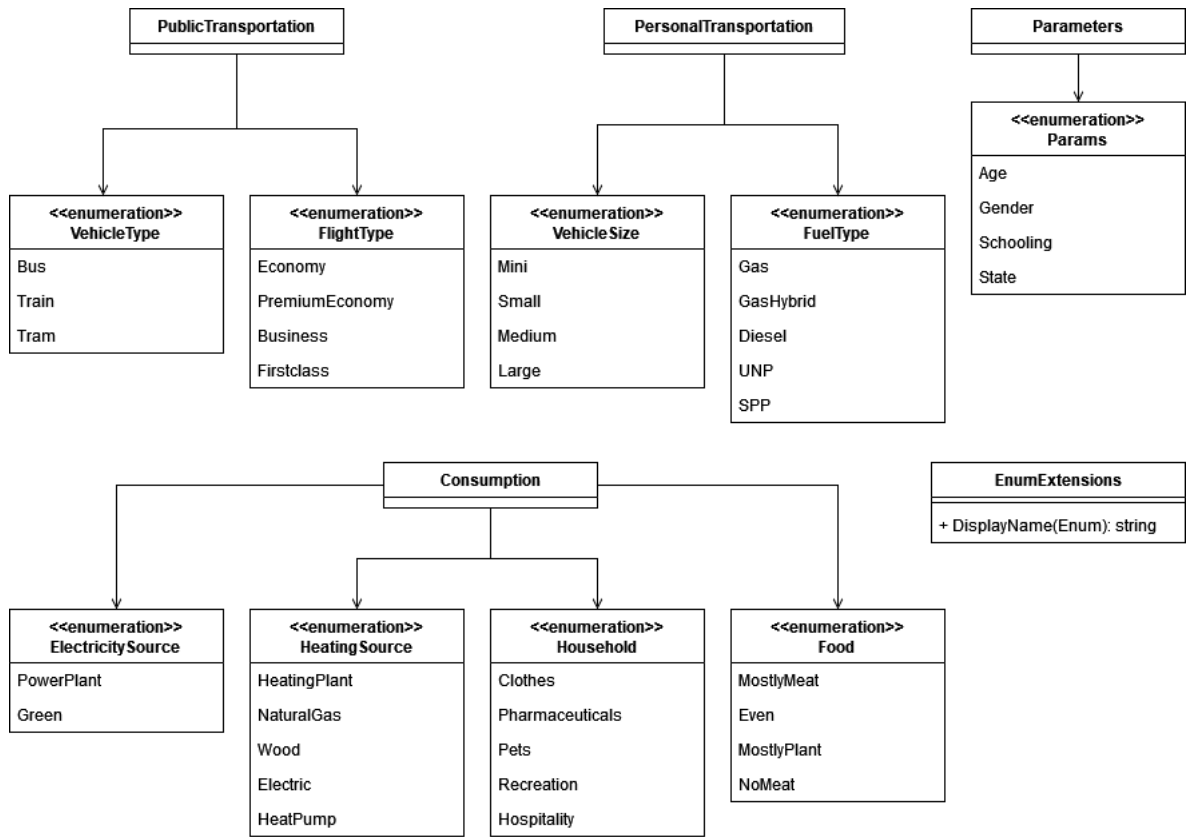 PublicTransportation
PersonalTransportation
Parameters
<<enumeration>>
Params
Age
Gender
Schooling
State
<<enumeration>>
VehicleType
Bus
Train
Tram
<<enumeration>>
FlightType
Economy
PremiumEconomy
Business
Firstclass
<<enumeration>>
VehicleSize
Mini
Small
Medium
Large
<<enumeration>>
FuelType
Gas
GasHybrid
Diesel
UNP
SPP
Consumption
EnumExtensions
+ DisplayName(Enum): string
<<enumeration>>
ElectricitySource
PowerPlant
Green
<<enumeration>>
HeatingSource
HeatingPlant
NaturalGas
Wood
Electric
HeatPump
<<enumeration>>
Household
Clothes
Pharmaceuticals
Pets
Recreation
Hospitality
<<enumeration>>
Food
MostlyMeat
Even
MostlyPlant
NoMeat